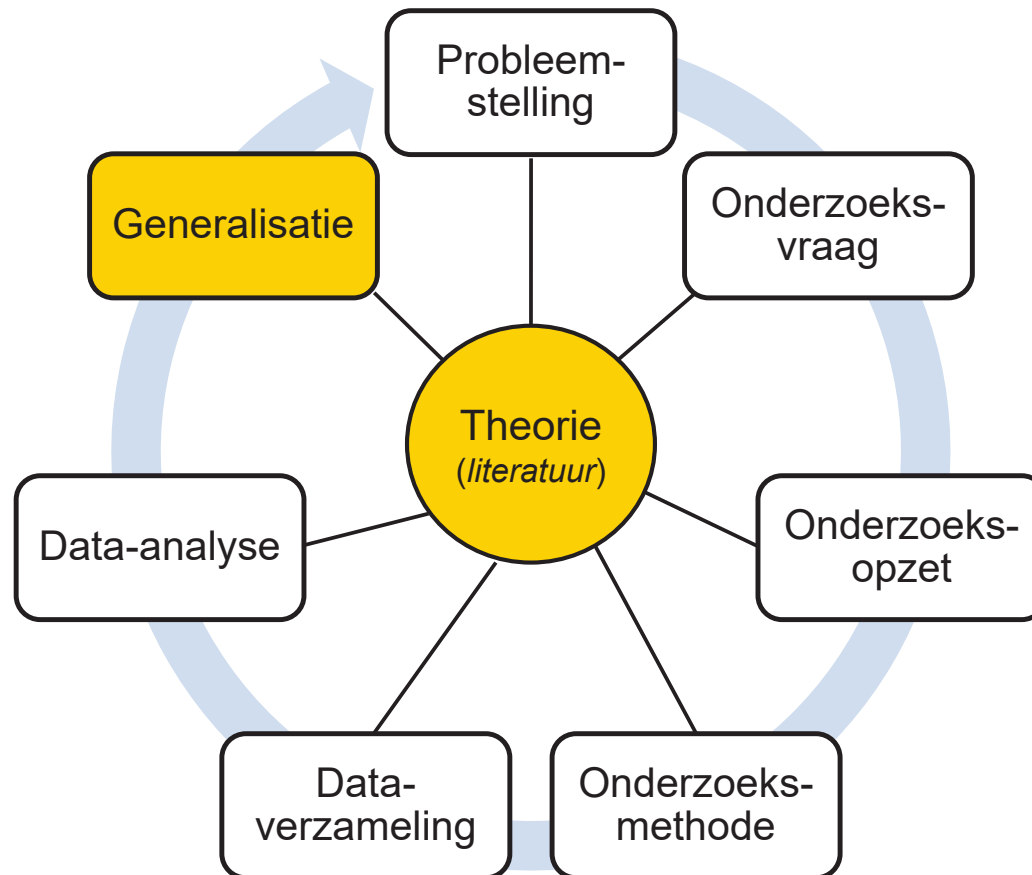 Probleem-
stelling
Generalisatie
Onderzoeks-
vraag
Theorie
(literatuur)
Data-analyse
Onderzoeks-
opzet
Data-
verzameling
Onderzoeks-
methode